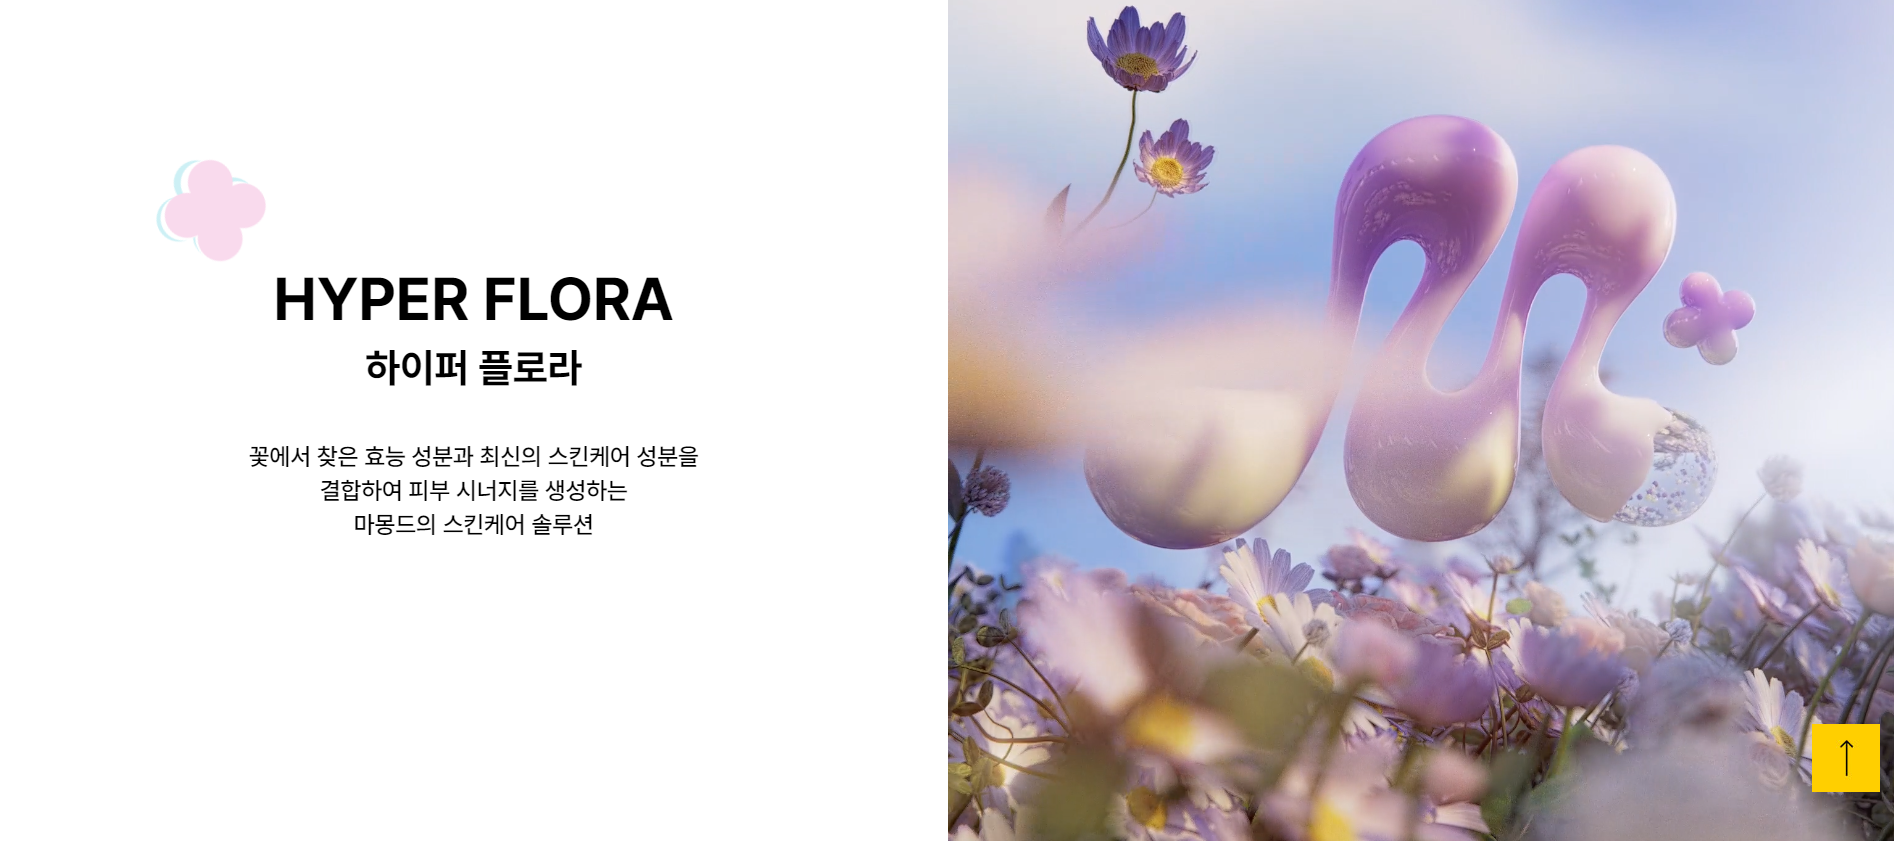 HYPER FLORA
하이퍼 플로라
꽃에서 찾은 효능 성분과 최신의 스킨케어 성분을
결합하여 피부 시너지를 생성하는
마몽드의 스킨케어 솔루션